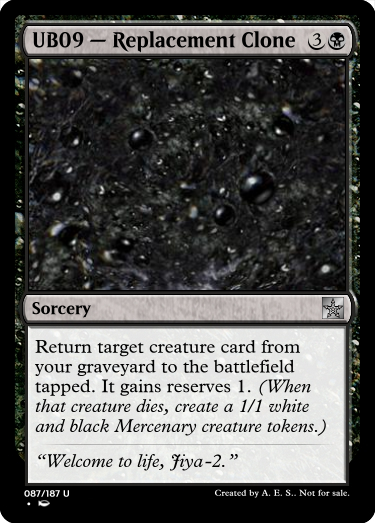 UB09 — Replacement Clone 3
Sorcery
Return target creature card from
your graveyard to the battlefield
tapped. It gains reserves 1. (When
that creature dies, create a 1/1 white
and black Mercenary creature tokens.)
“Welcome to life, Jiya-2.”
087/187 U
Created by A. E. S.. Not for sale.